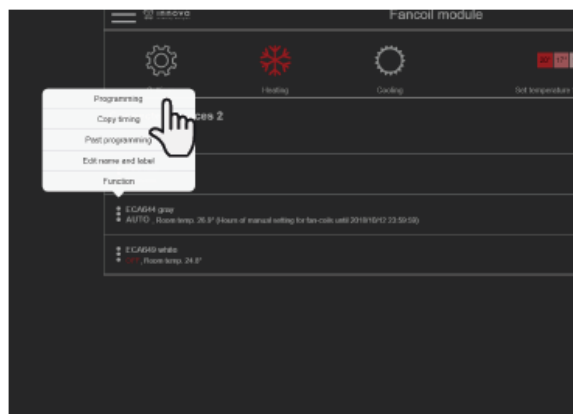 innova
Fancoil module
Heating
Cooling
Set temperature
Programming
Copy timing
Past programming
Edit name and label
Function
ces 2
ECA644 gray
AUTO , Room temp. 26.8° (Hours of manual setting for fan-coils until 2018/10/12 23:59:59)
ECA649 white
OFF , Room temp. 24.8°